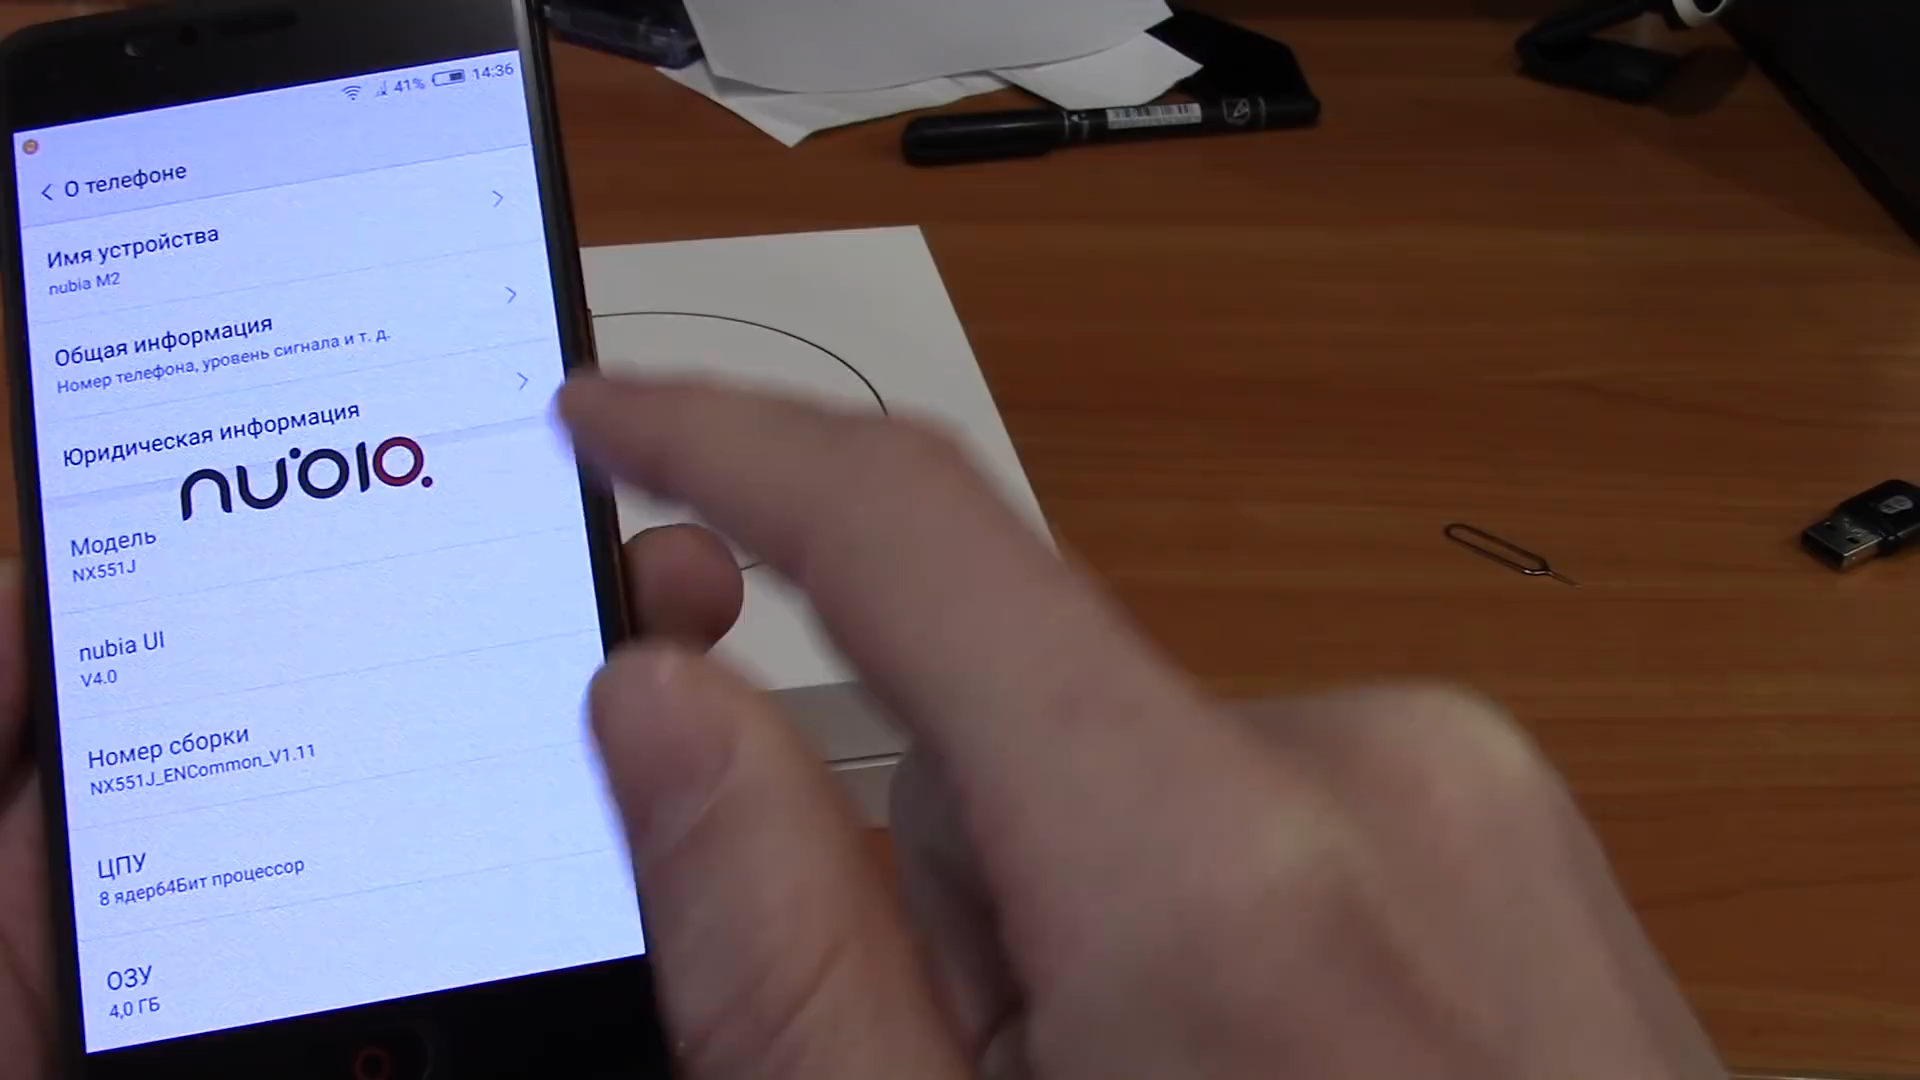 41% 14:36
О телефоне
Имя устройства
nubia M2
Общая информация
Номер телефона, уровень сигнала и т. д.
Юридическая информация
nubia
Модель
NX551J
nubia UI
V4.0
Номер сборки
NX551J_ENCommon_V1.11
ЦПУ
8 ядер64Бит процессор
ОЗУ
4,0 ГБ